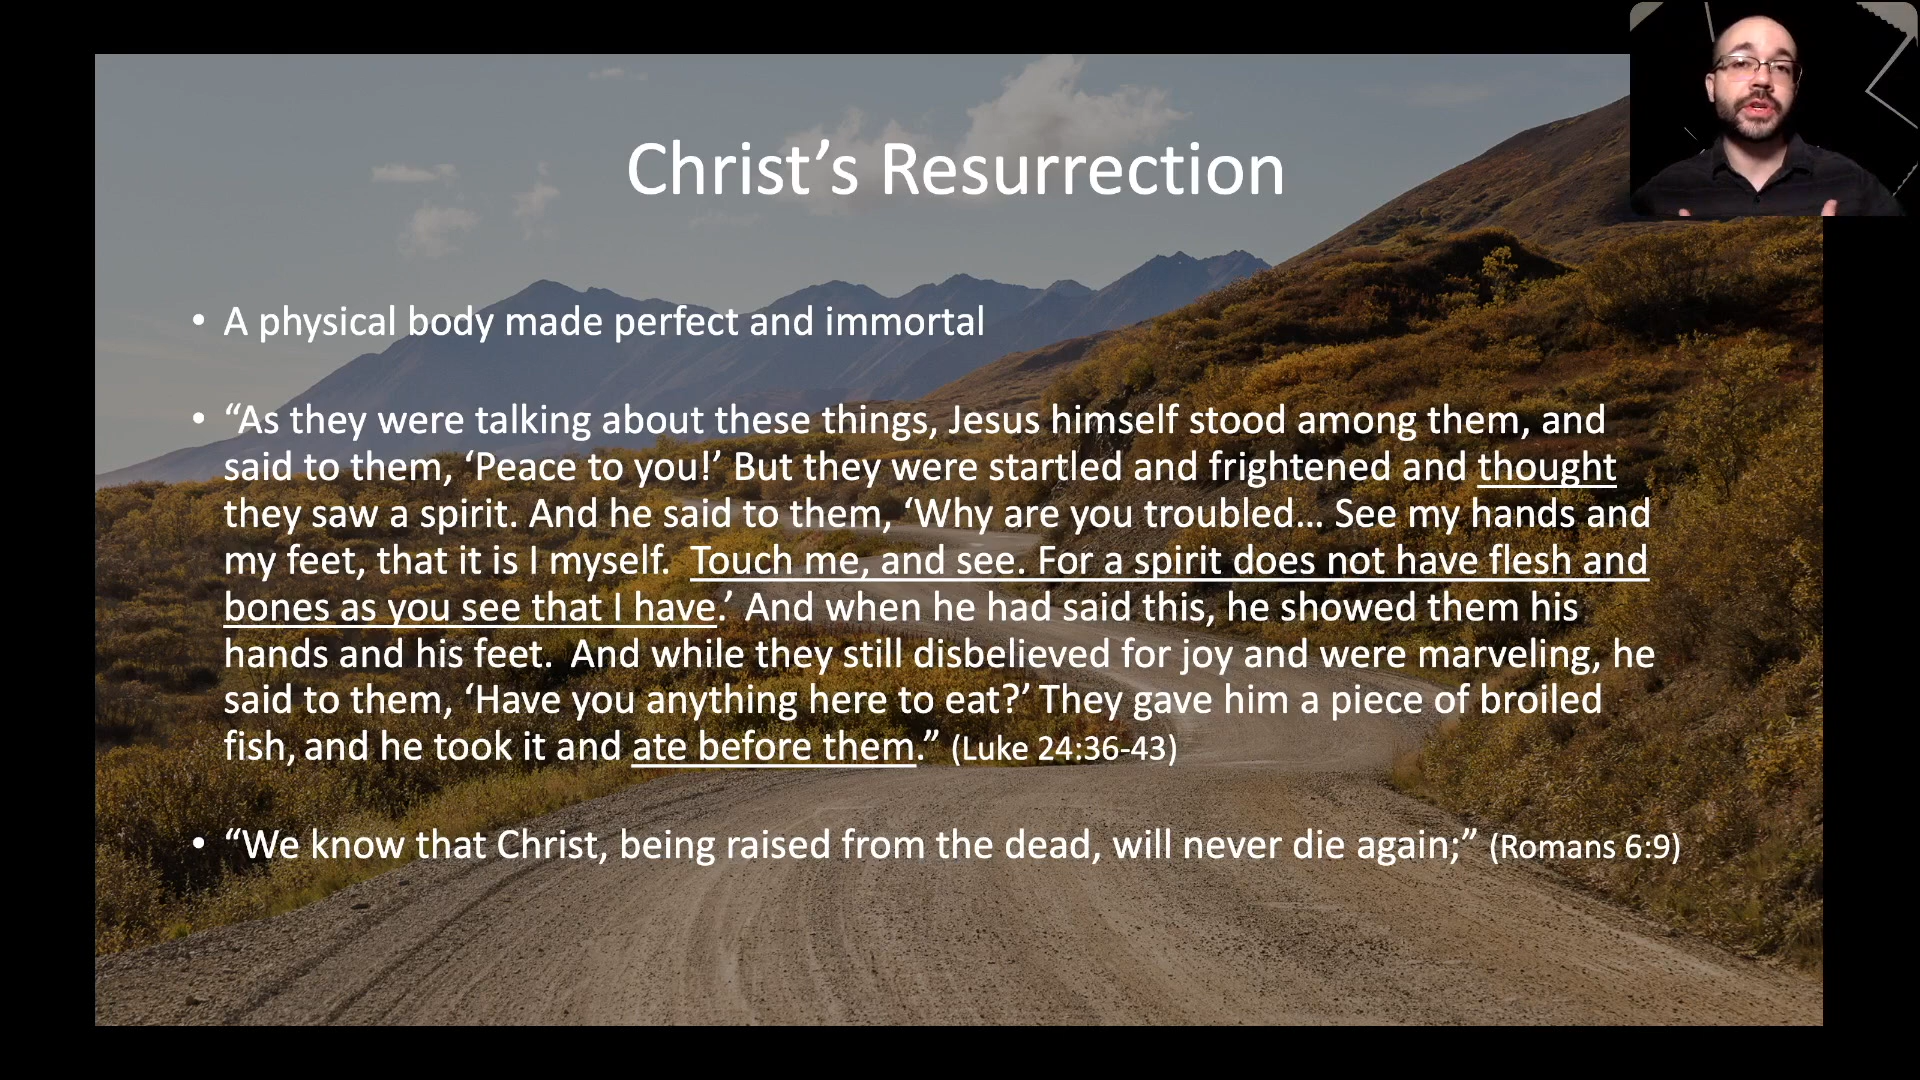 Christ’s Resurrection
• A physical body made perfect and immortal
• “As they were talking about these things, Jesus himself stood among them, and
said to them, ‘Peace to you!’ But they were startled and frightened and thought
they saw a spirit. And he said to them, ‘Why are you troubled… See my hands and
my feet, that it is I myself. Touch me, and see. For a spirit does not have flesh and
bones as you see that I have.’ And when he had said this, he showed them his
hands and his feet. And while they still disbelieved for joy and were marveling, he
said to them, ‘Have you anything here to eat?’ They gave him a piece of broiled
fish, and he took it and ate before them.” (Luke 24:36-43)
• “We know that Christ, being raised from the dead, will never die again;” (Romans 6:9)